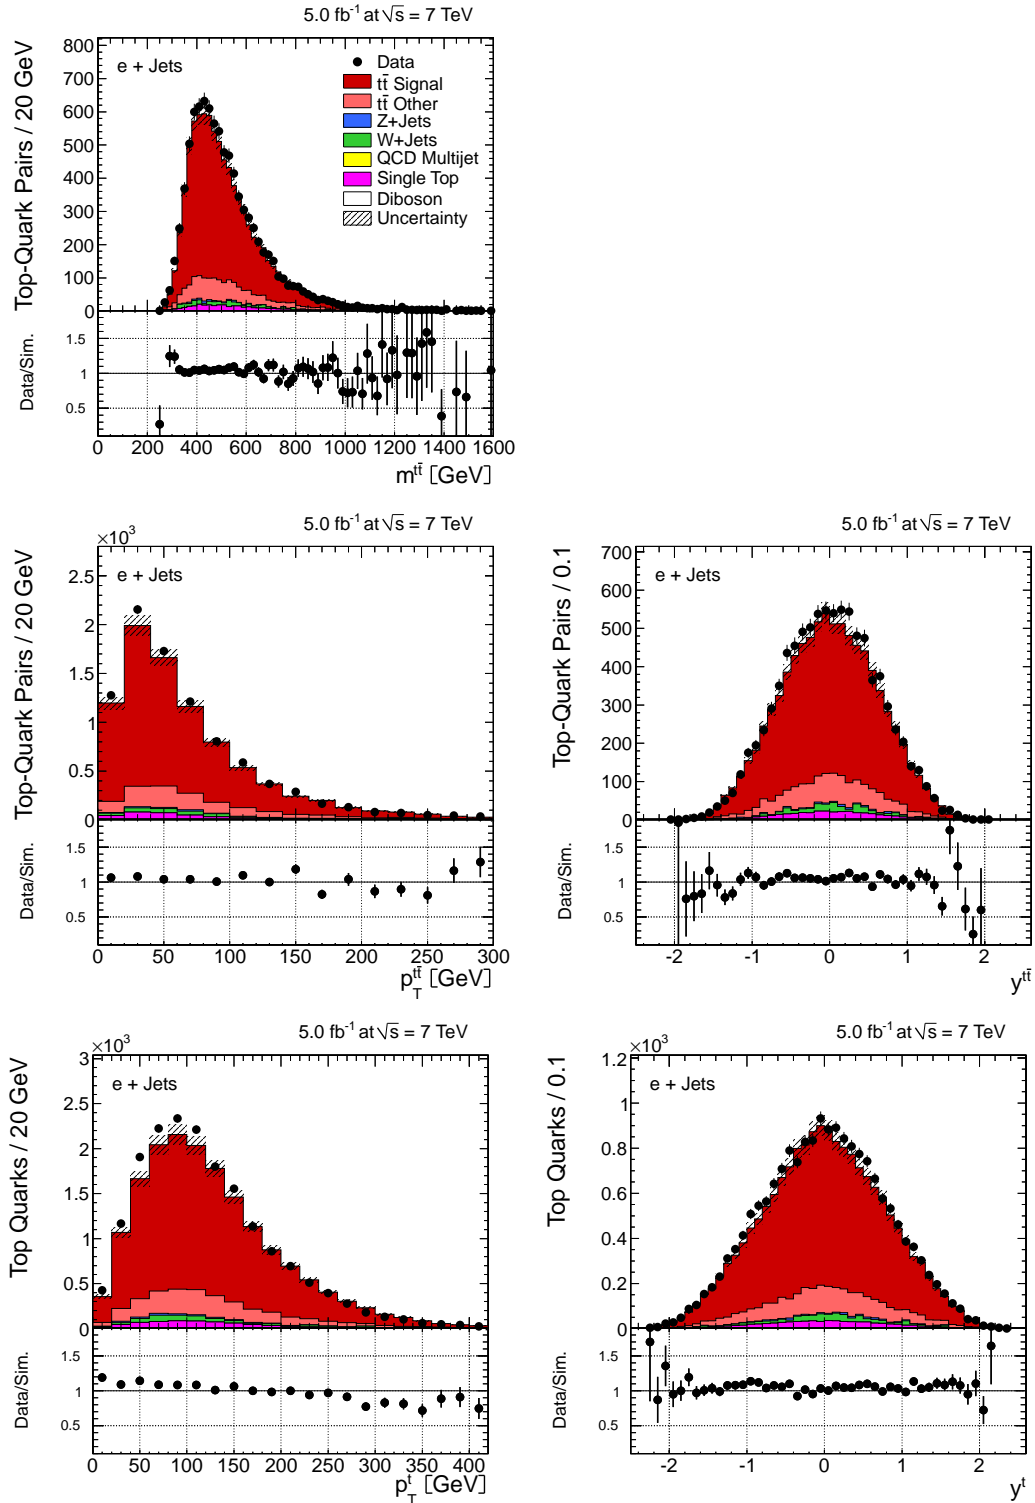 5.0 fb⁻¹ at √s = 7 TeV
Top-Quark Pairs / 20 GeV
e + Jets
800
700
600
500
400
300
200
100
0
Data
tt̄ Signal
tt̄ Other
Z+Jets
W+Jets
QCD Multijet
Single Top
Diboson
Uncertainty
Data/Sim.
1.5
1
0.5
0 200 400 600 800 1000 1200 1400 1600
m^{tt̄} [GeV]
5.0 fb⁻¹ at √s = 7 TeV
×10³
Top-Quark Pairs / 20 GeV
e + Jets
2.5
2
1.5
1
0.5
0
Data/Sim.
1.5
1
0.5
0 50 100 150 200 250 300
p_T^{tt̄} [GeV]
5.0 fb⁻¹ at √s = 7 TeV
Top-Quark Pairs / 0.1
e + Jets
700
600
500
400
300
200
100
0
Data/Sim.
1.5
1
0.5
-2 -1 0 1 2
y^{tt̄}
5.0 fb⁻¹ at √s = 7 TeV
×10³
Top Quarks / 20 GeV
e + Jets
3
2.5
2
1.5
1
0.5
0
Data/Sim.
1.5
1
0.5
0 50 100 150 200 250 300 350 400
p_T^t [GeV]
5.0 fb⁻¹ at √s = 7 TeV
×10³
Top Quarks / 0.1
e + Jets
1.2
1
0.8
0.6
0.4
0.2
0
Data/Sim.
1.5
1
0.5
-2 -1 0 1 2
y^t